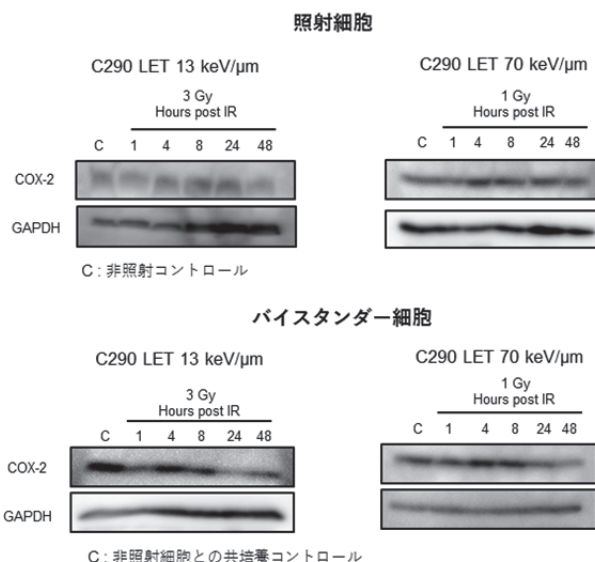 照射細胞
C290 LET 13 keV/µm
3 Gy
Hours post IR
C 1 4 8 24 48
COX-2
GAPDH
C : 非照射コントロール
C290 LET 70 keV/µm
1 Gy
Hours post IR
C 1 4 8 24 48
バイスタンダー細胞
C290 LET 13 keV/µm
3 Gy
Hours post IR
C 1 4 8 24 48
COX-2
GAPDH
C : 非照射細胞との共培養コントロール
C290 LET 70 keV/µm
1 Gy
Hours post IR
C 1 4 8 24 48